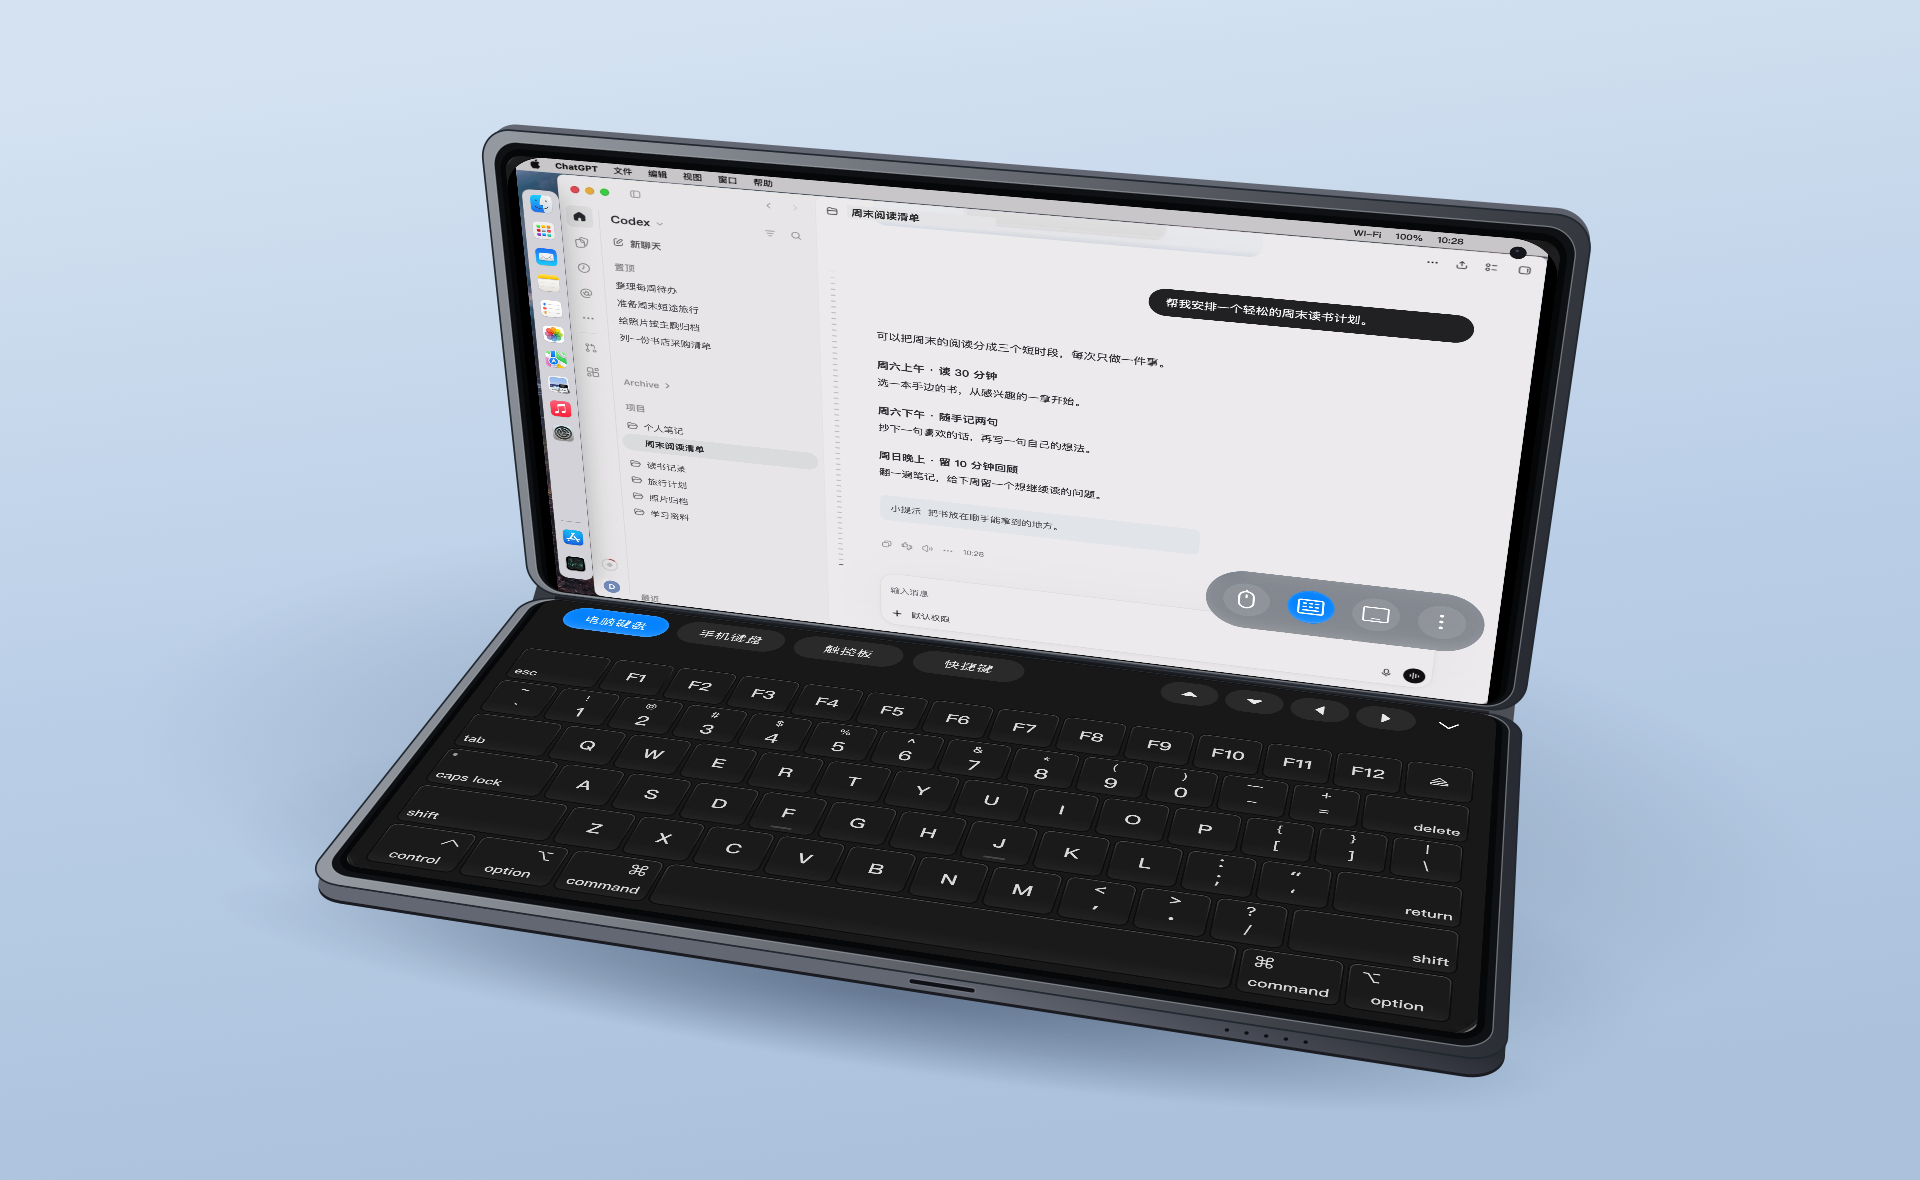 ChatGPT 文件 编辑 视图 窗口 帮助
Wi-Fi 100% 10:28
Codex
新聊天
置顶
整理每周待办
准备周末短途旅行
给照片按主题归档
列一份书店采购清单
Archive
项目
个人笔记
周末阅读清单
读书记录
旅行计划
照片归档
学习资料
最近
D
周末阅读清单
帮我安排一个轻松的周末读书计划。
可以把周末的阅读分成三个短时段，每次只做一件事。
周六上午 · 读 30 分钟
选一本手边的书，从感兴趣的一章开始。
周六下午 · 随手记两句
抄下一句喜欢的话，再写一句自己的想法。
周日晚上 · 留 10 分钟回顾
翻一遍笔记，给下周留一个想继续读的问题。
小提示 把书放在顺手能拿到的地方。
10:28
输入消息
+ 默认权限
电脑键盘 手机键盘 触控板 快捷键
esc F1 F2 F3 F4 F5 F6 F7 F8 F9 F10 F11 F12
~ ! @ # $ % ^ & * ( ) — +
` 1 2 3 4 5 6 7 8 9 0 – = delete
tab Q W E R T Y U I O P { [ } ] | \
caps lock A S D F G H J K L : ; “ ‘ return
shift Z X C V B N M < , > . ? / shift
control option ⌘ command ⌘ command option